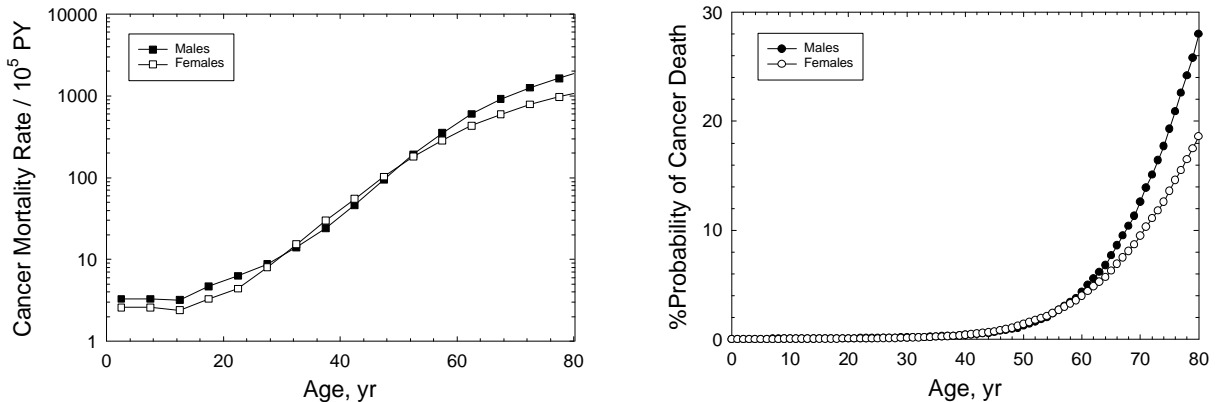 Cancer Mortality Rate / 10⁵ PY
10000
1000
100
10
1
Males
Females
0 20 40 60 80
Age, yr
%Probability of Cancer Death
30
20
10
0
Males
Females
0 10 20 30 40 50 60 70 80
Age, yr